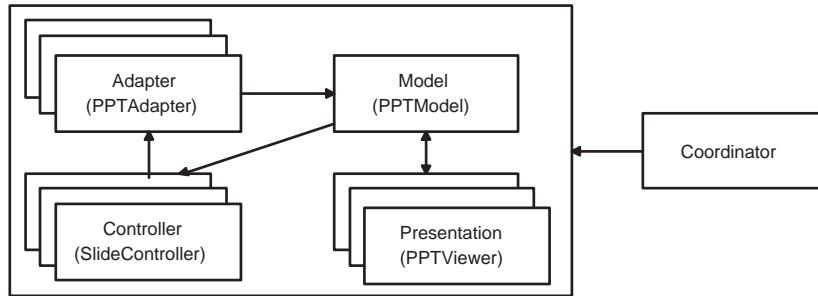 Adapter
(PPTAdapter)
Model
(PPTModel)
Coordinator
Controller
(SlideController)
Presentation
(PPTViewer)